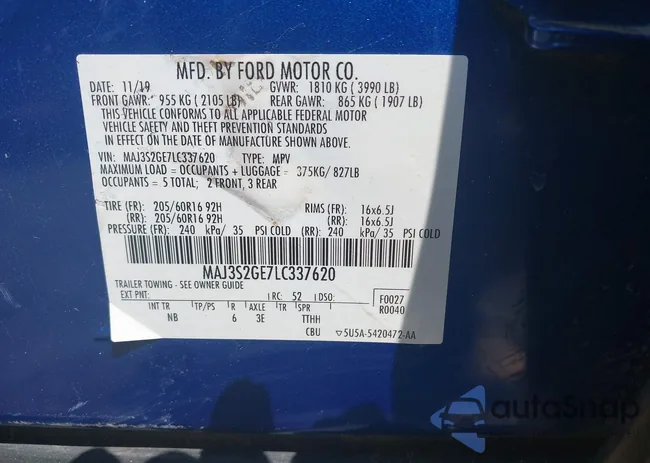 MFD. BY FORD MOTOR CO.
DATE: 11/19 GVWR: 1810 KG ( 3990 LB)
FRONT GAWR: 955 KG ( 2105 LB) REAR GAWR: 865 KG ( 1907 LB)
THIS VEHICLE CONFORMS TO ALL APPLICABLE FEDERAL MOTOR
VEHICLE SAFETY AND THEFT PREVENTION STANDARDS
IN EFFECT ON THE DATE OF MANUFACTURE SHOWN ABOVE.
VIN: MAJ3S2GE7LC337620 TYPE: MPV
MAXIMUM LOAD = OCCUPANTS + LUGGAGE = 375KG/ 827LB
OCCUPANTS = 5 TOTAL; 2 FRONT, 3 REAR
TIRE (FR): 205/60R16 92H RIMS (FR): 16x6.5J
(RR): 205/60R16 92H (RR): 16x6.5J
PRESSURE (FR): 240 kPa/ 35 PSI COLD (RR): 240 kPa/ 35 PSI COLD
MAJ3S2GE7LC337620
TRAILER TOWING - SEE OWNER GUIDE
EXT PNT: RC: 52 DSO: F0027
R0040
INT TR TP/PS R AXLE TR SPR
NB 6 3E TTHH
CBU ▽5U5A-5420472-AA
autoSnap